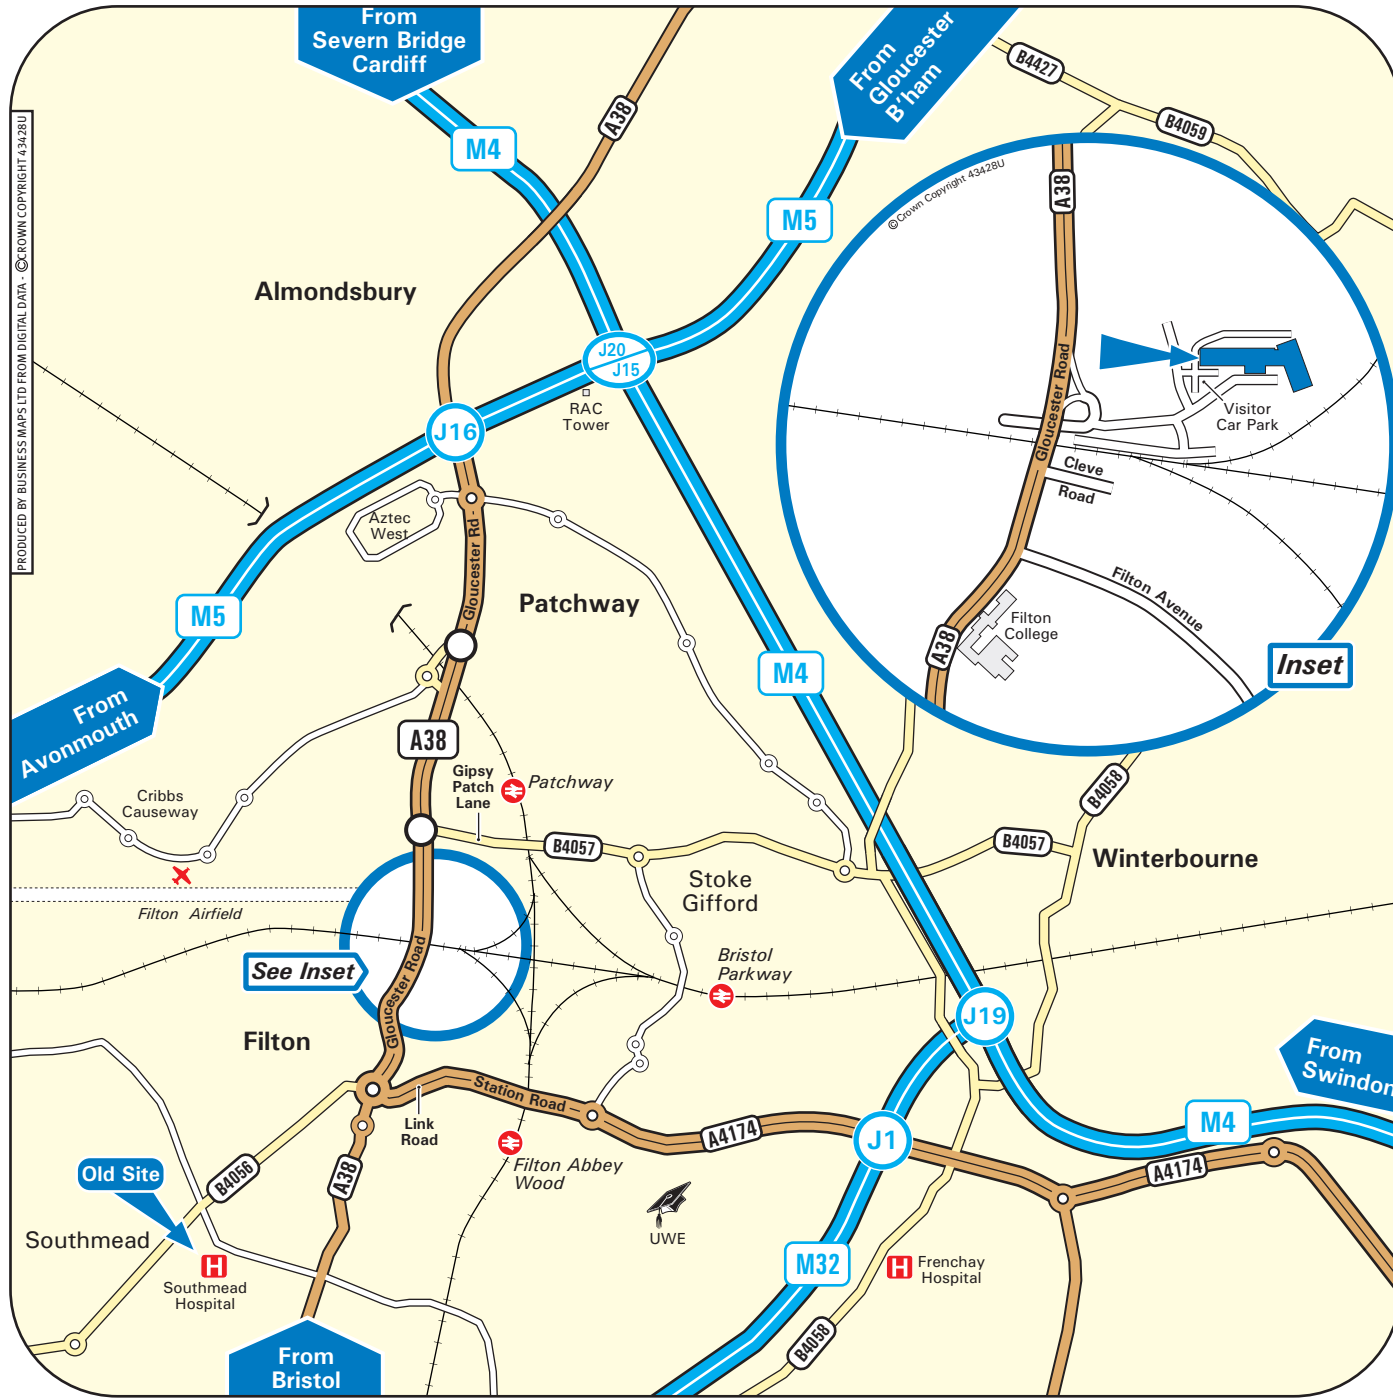 From
Severn Bridge
Cardiff
From
Gloucester
B'ham
B4427
B4059
A38
M4
M5
PRODUCED BY BUSINESS MAPS LTD FROM DIGITAL DATA - ©CROWN COPYRIGHT 43428U
©Crown Copyright 43428U
A38
Almondsbury
J20
J15
RAC
Tower
J16
Gloucester Road
Visitor
Car Park
Cleve
Road
Aztec
West
Gloucester Rd
Patchway
Filton Avenue
Filton
College
A38
Inset
M5
M4
From
Avonmouth
A38
Gipsy
Patch
Lane
Patchway
Cribbs
Causeway
B4058
B4057
B4057
Winterbourne
Stoke
Gifford
Filton Airfield
See Inset
Gloucester Road
Bristol
Parkway
J19
Filton
From
Swindon
Station Road
Link
Road
A4174
J1
M4
Filton Abbey
Wood
A4174
B4056
A38
Old Site
UWE
Southmead
M32
Southmead
Hospital
H
H
Frenchay
Hospital
B4058
From
Bristol